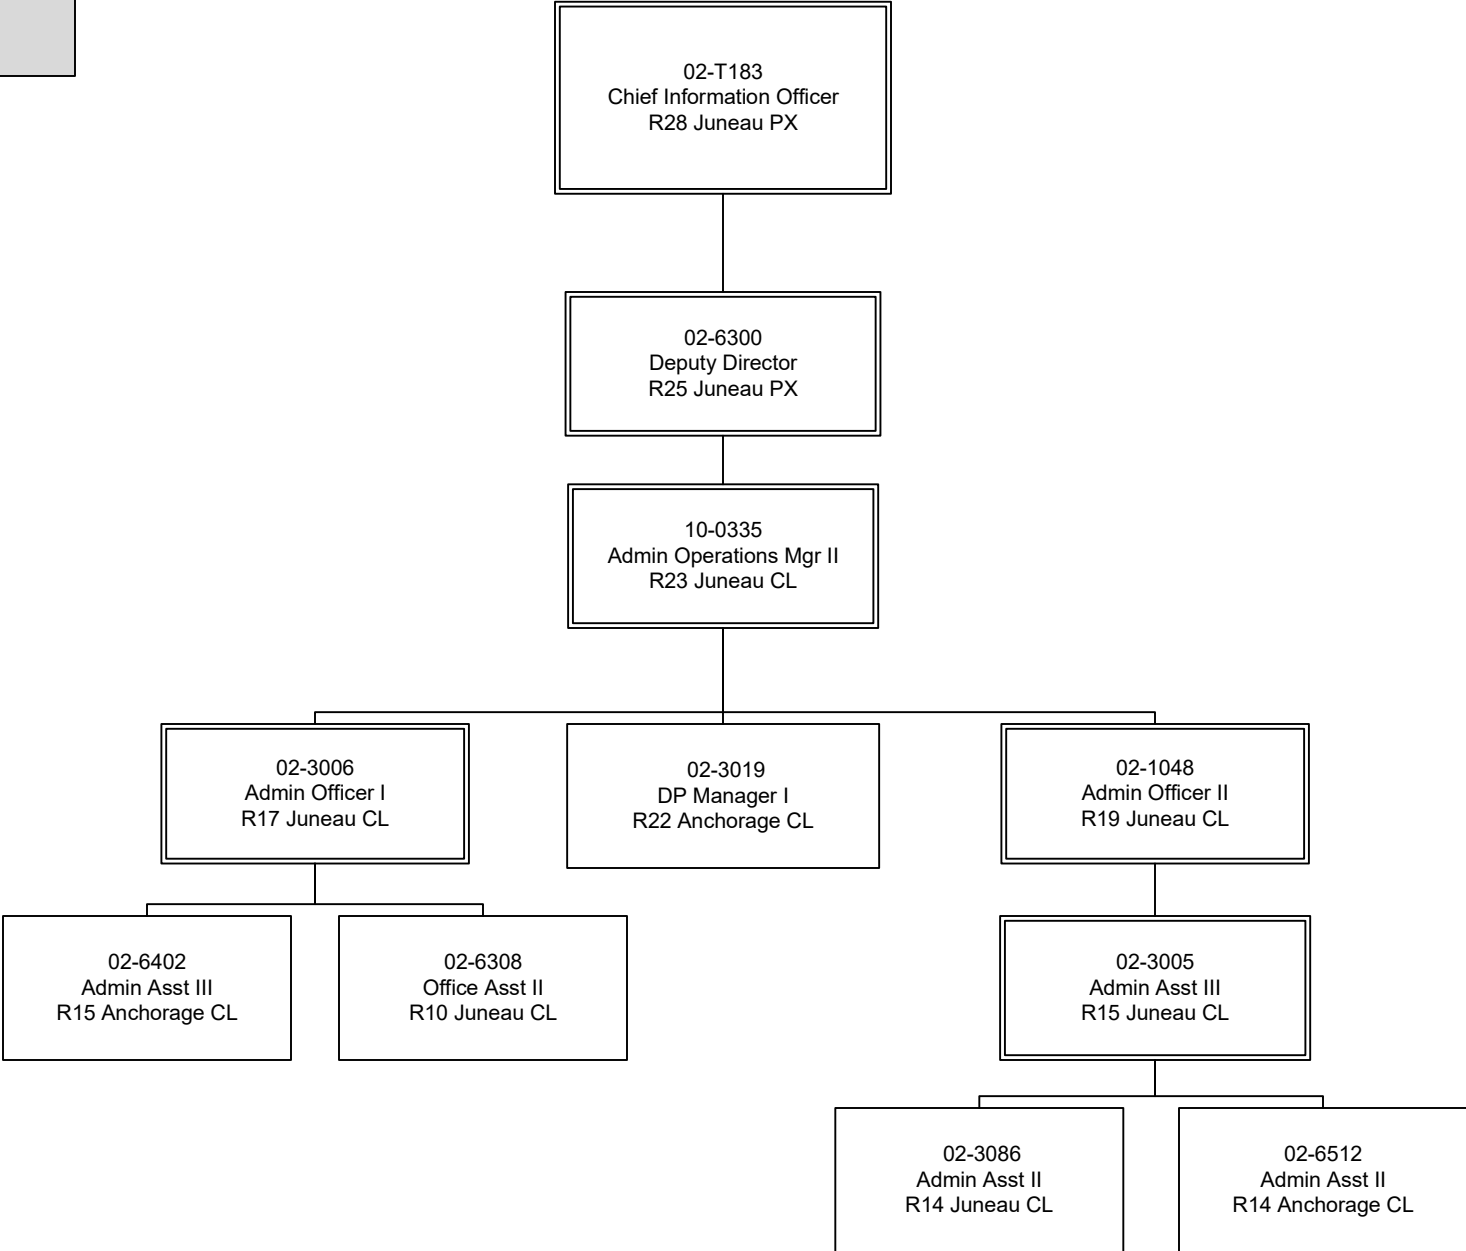 02-T183
Chief Information Officer
R28 Juneau PX
02-6300
Deputy Director
R25 Juneau PX
10-0335
Admin Operations Mgr II
R23 Juneau CL
02-3006
Admin Officer I
R17 Juneau CL
02-3019
DP Manager I
R22 Anchorage CL
02-1048
Admin Officer II
R19 Juneau CL
02-6402
Admin Asst III
R15 Anchorage CL
02-6308
Office Asst II
R10 Juneau CL
02-3005
Admin Asst III
R15 Juneau CL
02-3086
Admin Asst II
R14 Juneau CL
02-6512
Admin Asst II
R14 Anchorage CL